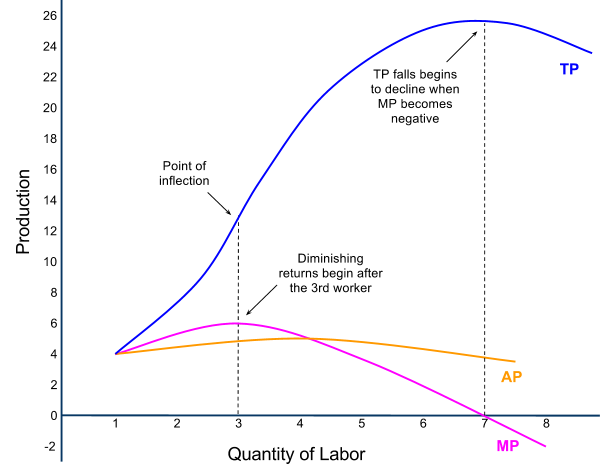 26
24
22
20
18
16
14
12
10
8
6
4
2
0
-2
Production
TP falls begins
to decline when
MP becomes
negative
TP
Point of
inflection
Diminishing
returns begin after
the 3rd worker
AP
MP
1 2 3 4 5 6 7 8
Quantity of Labor